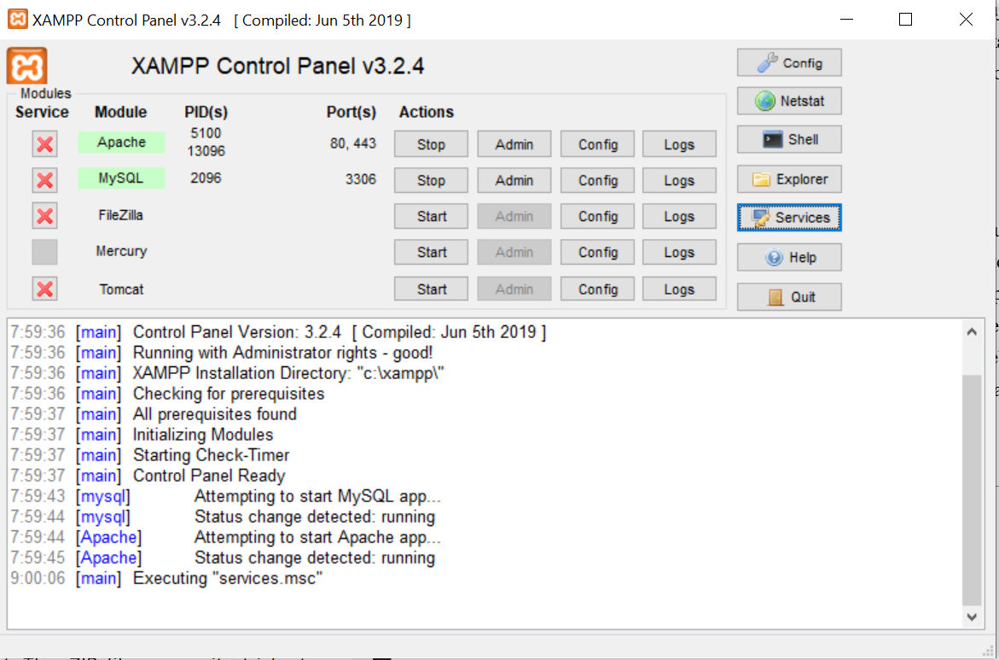 XAMPP Control Panel v3.2.4 [ Compiled: Jun 5th 2019 ]
XAMPP Control Panel v3.2.4
Config
Modules
Service Module PID(s) Port(s) Actions
Netstat
Apache 5100 13096 80, 443 Stop Admin Config Logs
Shell
MySQL 2096 3306 Stop Admin Config Logs
Explorer
FileZilla Start Admin Config Logs
Services
Mercury Start Admin Config Logs
Help
Tomcat Start Admin Config Logs
Quit
7:59:36 [main] Control Panel Version: 3.2.4 [ Compiled: Jun 5th 2019 ]
7:59:36 [main] Running with Administrator rights - good!
7:59:36 [main] XAMPP Installation Directory: "c:\xampp\"
7:59:36 [main] Checking for prerequisites
7:59:37 [main] All prerequisites found
7:59:37 [main] Initializing Modules
7:59:37 [main] Starting Check-Timer
7:59:37 [main] Control Panel Ready
7:59:43 [mysql] Attempting to start MySQL app...
7:59:44 [mysql] Status change detected: running
7:59:44 [Apache] Attempting to start Apache app...
7:59:45 [Apache] Status change detected: running
9:00:06 [main] Executing "services.msc"